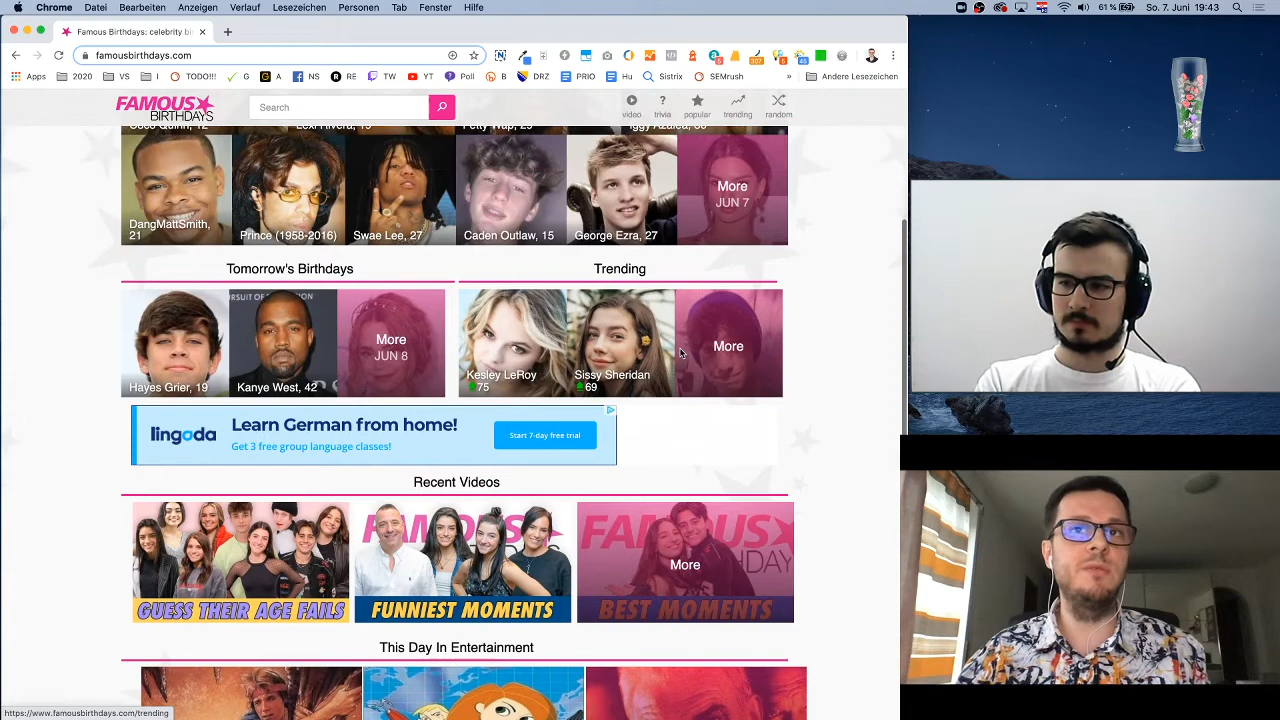 Chrome Datei Bearbeiten Anzeigen Verlauf Lesezeichen Personen Tab Fenster Hilfe
61 % So. 7. Juni 19:43
Famous Birthdays: celebrity bi
famousbirthdays.com
Apps 2020 VS I TODO!!! G A NS RE TW YT Poll B DRZ PRIO Hu Sistrix SEMrush » Andere Lesezeichen
FAMOUS BIRTHDAYS
Search
video trivia popular trending random
DangMattSmith, 21
Prince (1958-2016)
Swae Lee, 27
Caden Outlaw, 15
George Ezra, 27
More
JUN 7
Tomorrow's Birthdays
Trending
Hayes Grier, 19
Kanye West, 42
More
JUN 8
Kesley LeRoy
75
Sissy Sheridan
69
More
lingoda
Learn German from home!
Get 3 free group language classes!
Start 7-day free trial
Recent Videos
GUESS THEIR AGE FAILS
FUNNIEST MOMENTS
More
BEST MOMENTS
This Day In Entertainment
https://www.famousbirthdays.com/trending